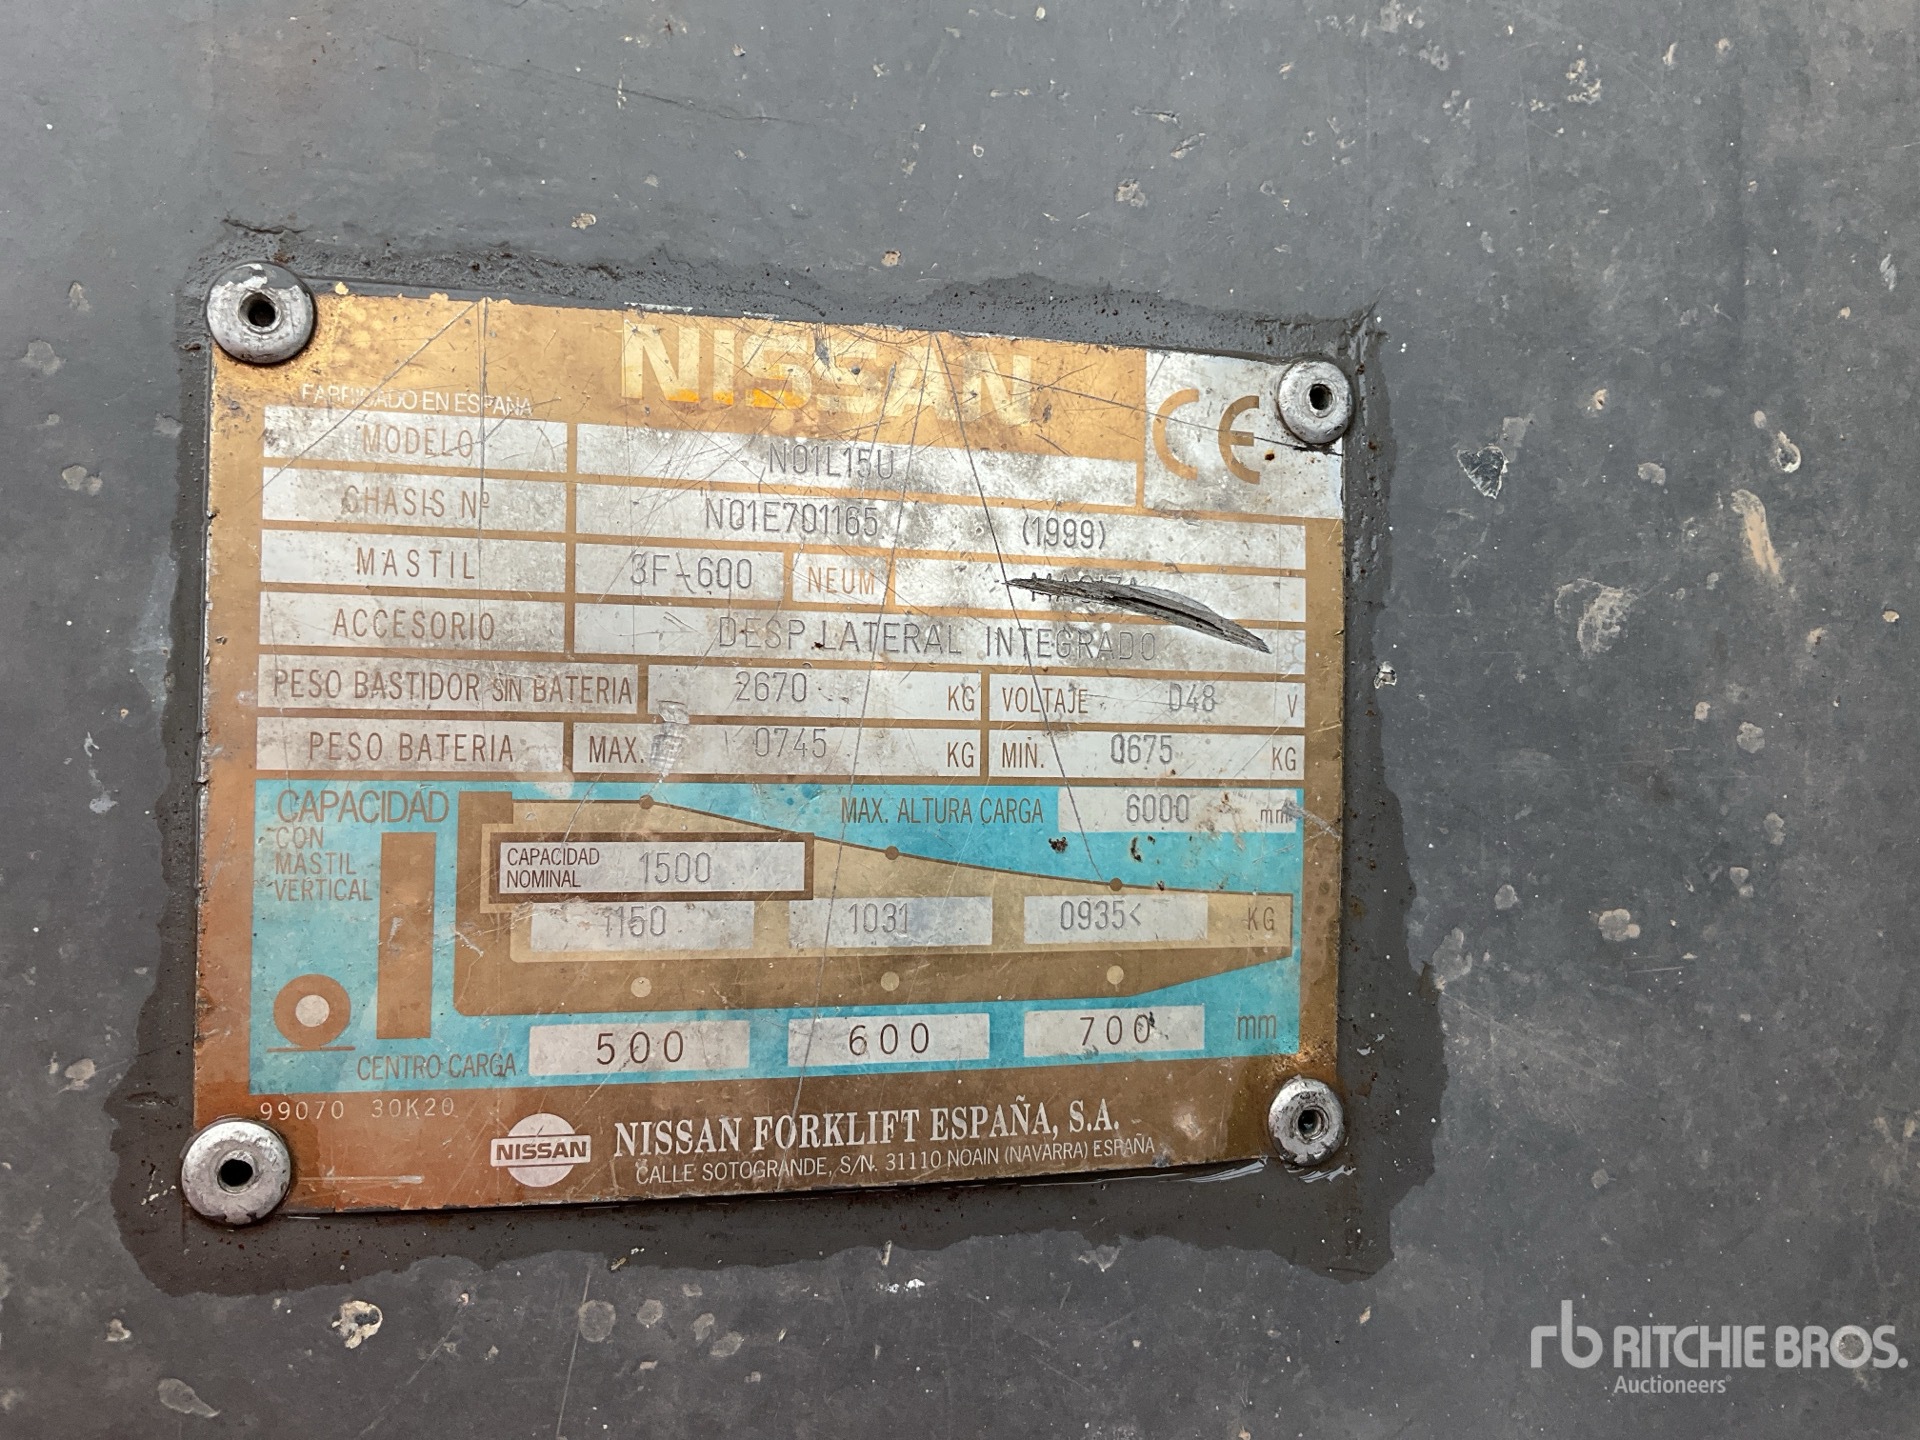 NISSAN
CE
FABRICADO EN ESPAÑA
MODELO N01L15U
CHASIS Nº N01E701165 (1999)
MASTIL 3F-600 NEUM
ACCESORIO DESP.LATERAL INTEGRADO
PESO BASTIDOR SIN BATERIA 2670 KG VOLTAJE D48 V
PESO BATERIA MAX. 0745 KG MIN. 0675 KG
CAPACIDAD CON MASTIL VERTICAL
MAX. ALTURA CARGA 6000 mm
CAPACIDAD NOMINAL 1500
1150 1031 0935< KG
CENTRO CARGA 500 600 700 mm
99070 30K20
NISSAN
NISSAN FORKLIFT ESPAÑA, S.A.
CALLE SOTOGRANDE, S/N. 31110 NOAIN (NAVARRA) ESPAÑA
rb RITCHIE BROS.
Auctioneers